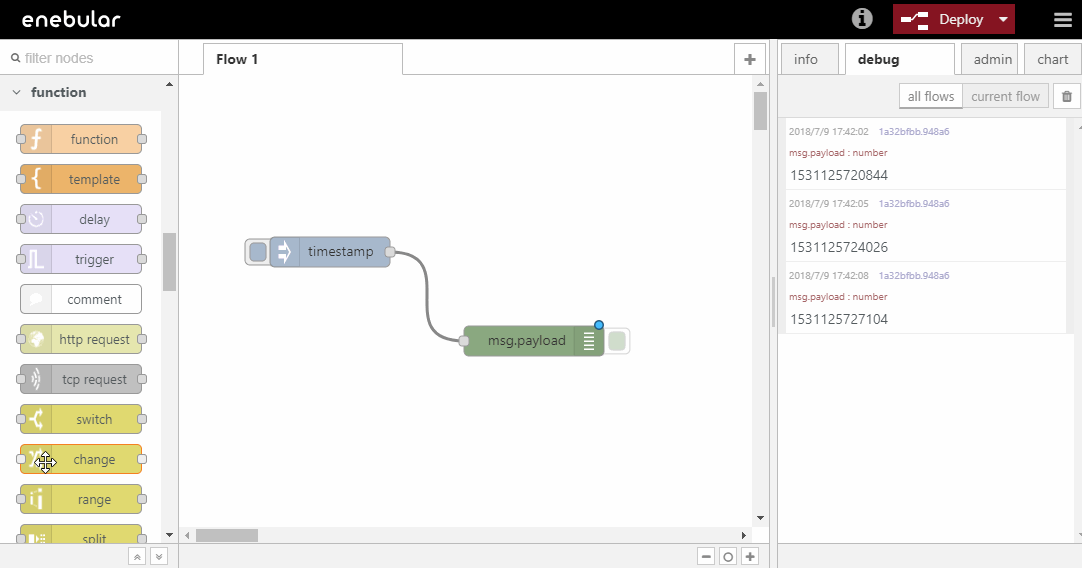 enebular
Deploy
filter nodes
function
function
template
delay
trigger
comment
http request
tcp request
switch
change
range
split
Flow 1
timestamp
msg.payload
info
debug
admin
chart
all flows
current flow
2018/7/9 17:42:02 1a32bfbb.948a6
msg.payload : number
1531125720844
2018/7/9 17:42:05 1a32bfbb.948a6
msg.payload : number
1531125724026
2018/7/9 17:42:08 1a32bfbb.948a6
msg.payload : number
1531125727104